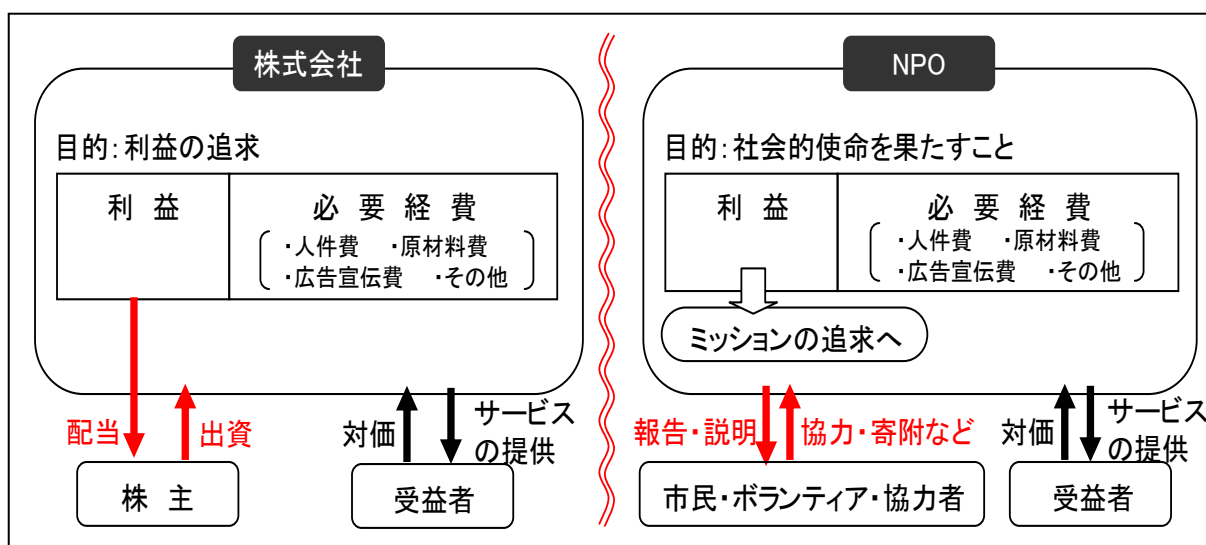 株式会社
目的：利益の追求
利 益
必 要 経 費
・人件費 ・原材料費
・広告宣伝費 ・その他
配当
出資
対価
サービス
の提供
株 主
受益者
NPO
目的：社会的使命を果たすこと
利 益
必 要 経 費
・人件費 ・原材料費
・広告宣伝費 ・その他
ミッションの追求へ
報告・説明
協力・寄附など
対価
サービス
の提供
市民・ボランティア・協力者
受益者